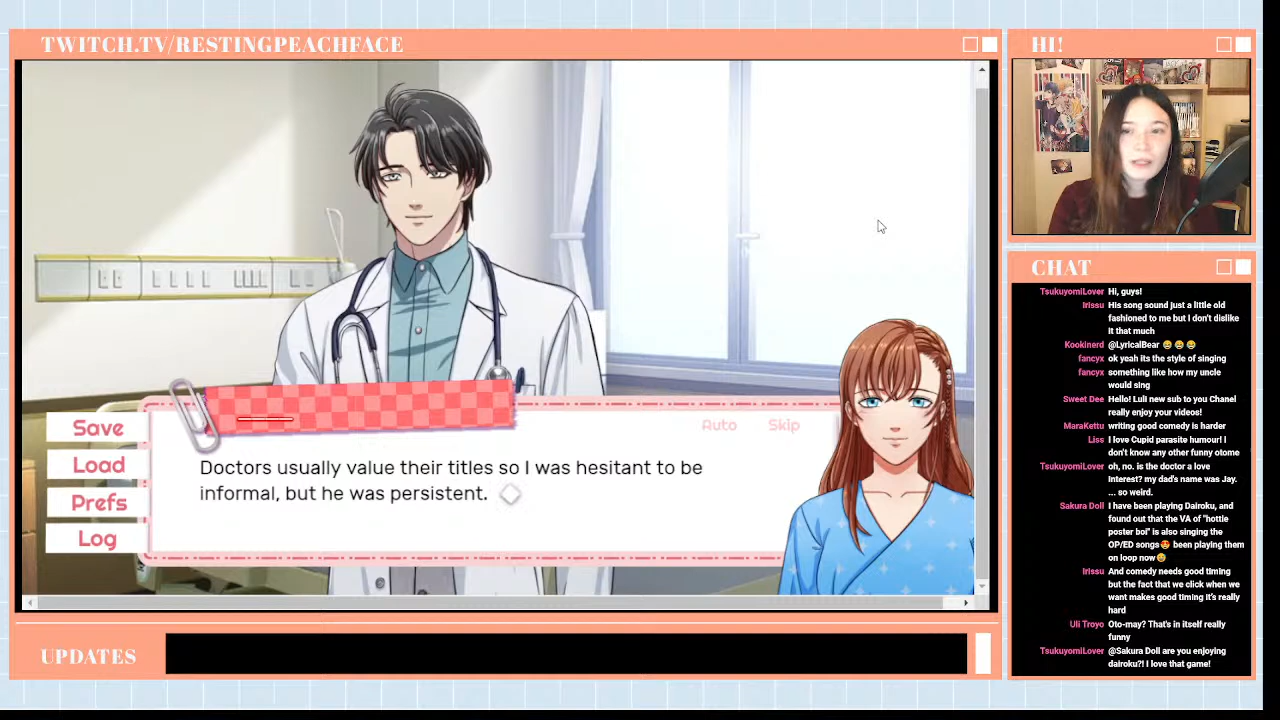 TWITCH.TV/RESTINGPEACHFACE
HI!
Save
Load
Prefs
Log
Auto
Skip
Doctors usually value their titles so I was hesitant to be
informal, but he was persistent.
UPDATES
CHAT
TsukuyomiLover Hi, guys!
Irissu His song sound just a little old
fashioned to me but I don't dislike
it that much
Kookinerd @LyricalBear 😄 😄 😄
fancyx ok yeah its the style of singing
fancyx something like how my uncle
would sing
Sweet Dee Hello! Lull new sub to you Chanel
really enjoy your videos!
MaraKettu writing good comedy is harder
Liss I love Cupid parasite humour! I
don't know any other funny otome
TsukuyomiLover oh, no. is the doctor a love
Interest? my dad's name was Jay.
... so weird.
Sakura Doll I have been playing Dairoku, and
found out that the VA of "hottie
poster boi" is also singing the
OP/ED songs😍 been playing them
on loop now😆
Irissu And comedy needs good timing
but the fact that we click when we
want makes good timing it's really
hard
Uli Troyo Oto-may? That's in itself really
funny
TsukuyomiLover @Sakura Doll are you enjoying
dairoku?! I love that game!